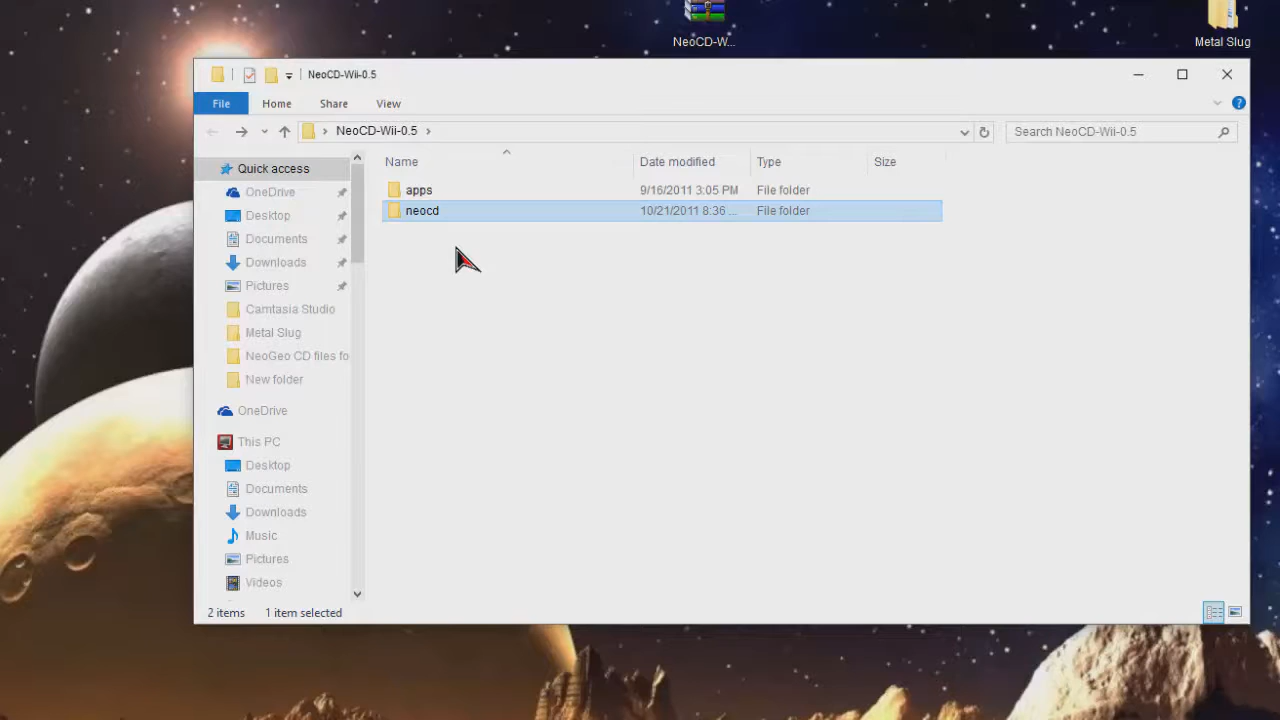 NeoCD-W...
Metal Slug
NeoCD-Wii-0.5
File Home Share View
NeoCD-Wii-0.5
Search NeoCD-Wii-0.5
Name Date modified Type Size
Quick access
apps 9/16/2011 3:05 PM File folder
OneDrive
neocd 10/21/2011 8:36 ... File folder
Desktop
Documents
Downloads
Pictures
Camtasia Studio
Metal Slug
NeoGeo CD files fo
New folder
OneDrive
This PC
Desktop
Documents
Downloads
Music
Pictures
Videos
2 items 1 item selected